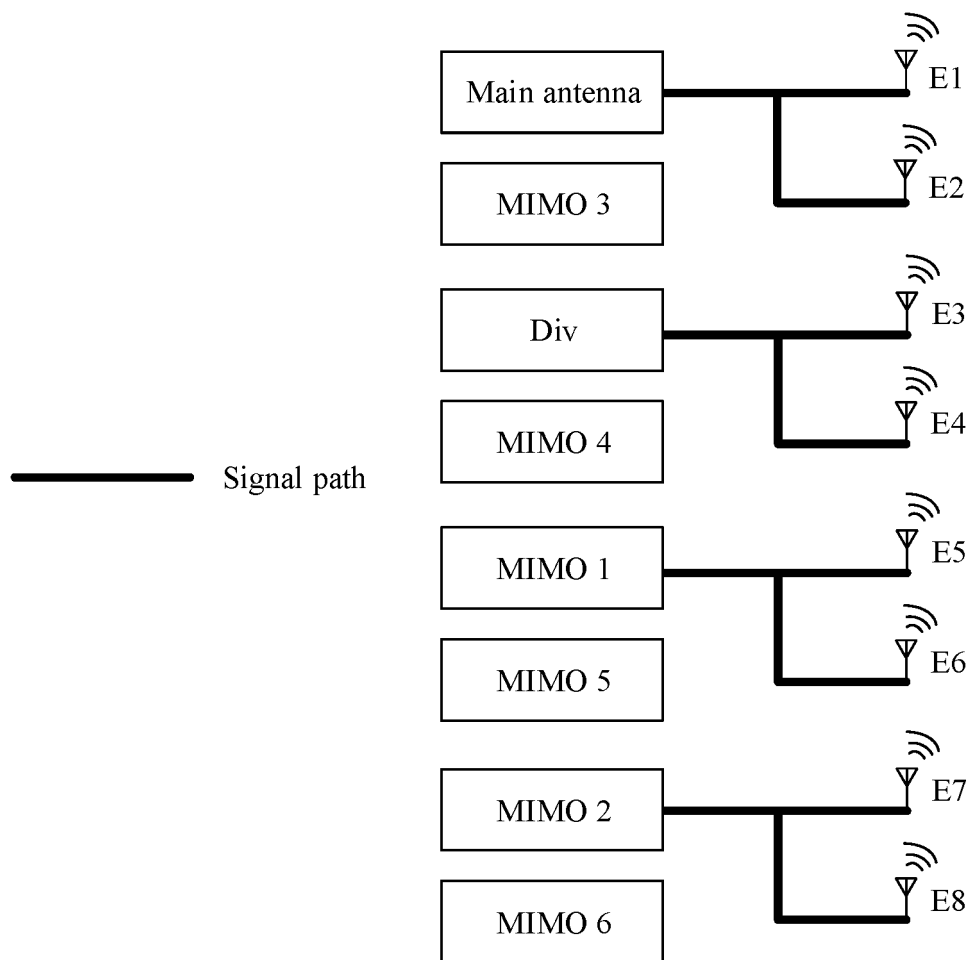 Main antenna
E1
MIMO 3
E2
Div
E3
MIMO 4
E4
Signal path
MIMO 1
E5
MIMO 5
E6
MIMO 2
E7
MIMO 6
E8